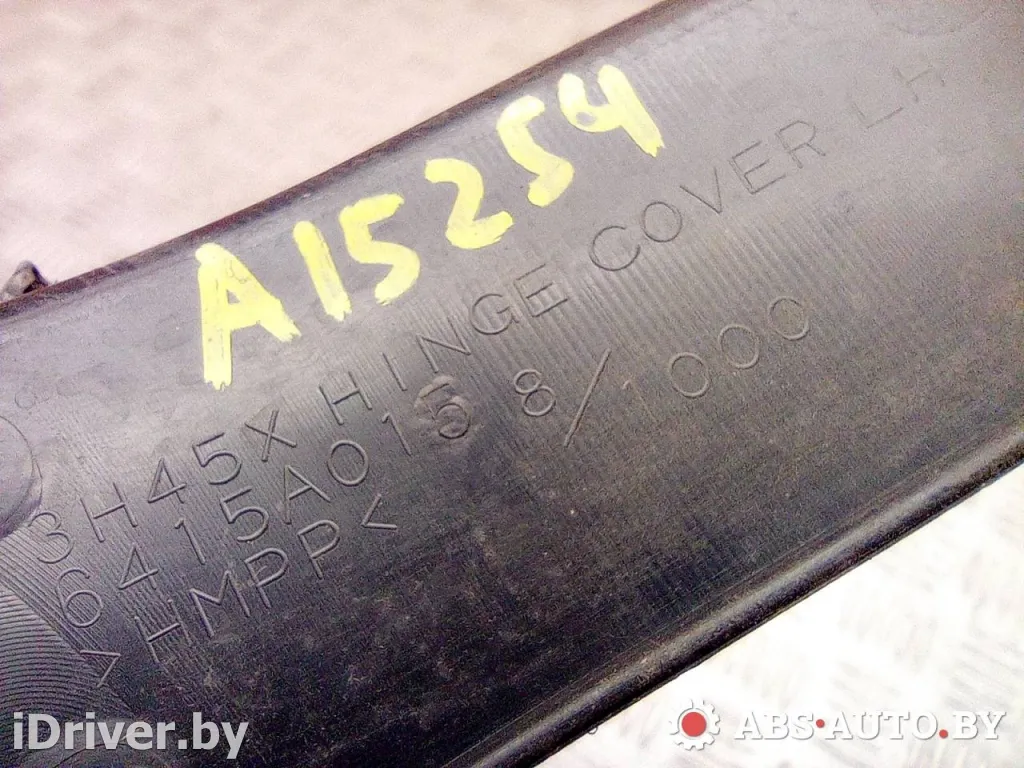 A15254
3H45X HINGE COVER LH
6415A015 8/1000
>HMPP<
iDriver.by
ABS-AUTO.BY